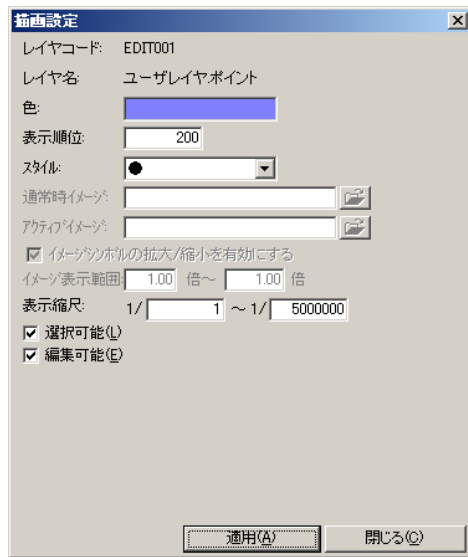 描画設定
レイヤコード: EDIT001
レイヤ名: ユーザレイヤ.ポイント
色:
表示順位: 200
スタイル: ●
通常時イメージ:
アクティブイメージ:
イメージシンボルの拡大/縮小を有効にする
イメージ表示範囲: 1.00 倍～ 1.00 倍
表示縮尺: 1/ 1 ～1/ 5000000
選択可能(L)
編集可能(E)
適用(A) 閉じる(C)